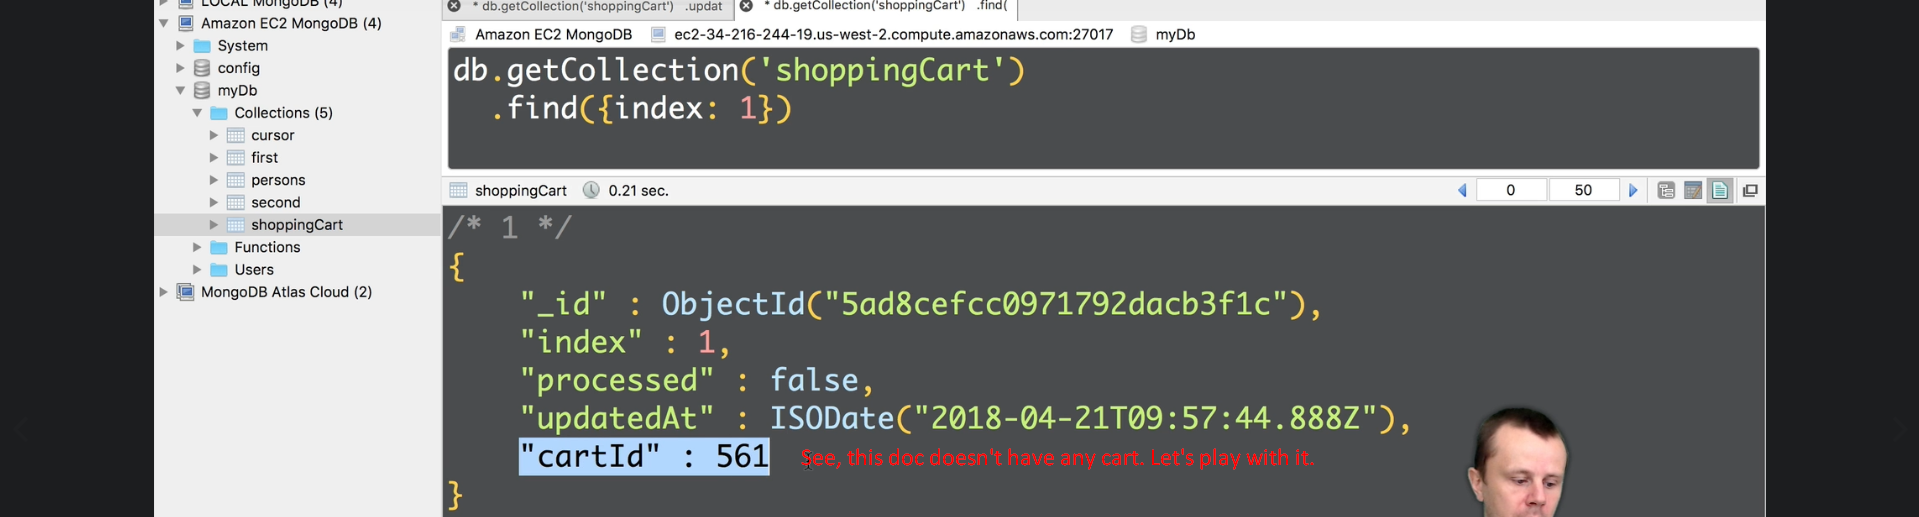 LOCAL MongoDB (4)
Amazon EC2 MongoDB (4)
System
config
myDb
Collections (5)
cursor
first
persons
second
shoppingCart
Functions
Users
MongoDB Atlas Cloud (2)
* db.getCollection('shoppingCart') .updat
* db.getCollection('shoppingCart') .find(
Amazon EC2 MongoDB ec2-34-216-244-19.us-west-2.compute.amazonaws.com:27017 myDb
db.getCollection('shoppingCart')
.find({index: 1})
shoppingCart 0.21 sec. 0 50
/* 1 */
{
"_id" : ObjectId("5ad8cefcc0971792dacb3f1c"),
"index" : 1,
"processed" : false,
"updatedAt" : ISODate("2018-04-21T09:57:44.888Z"),
"cartId" : 561 See, this doc doesn't have any cart. Let's play with it.
}